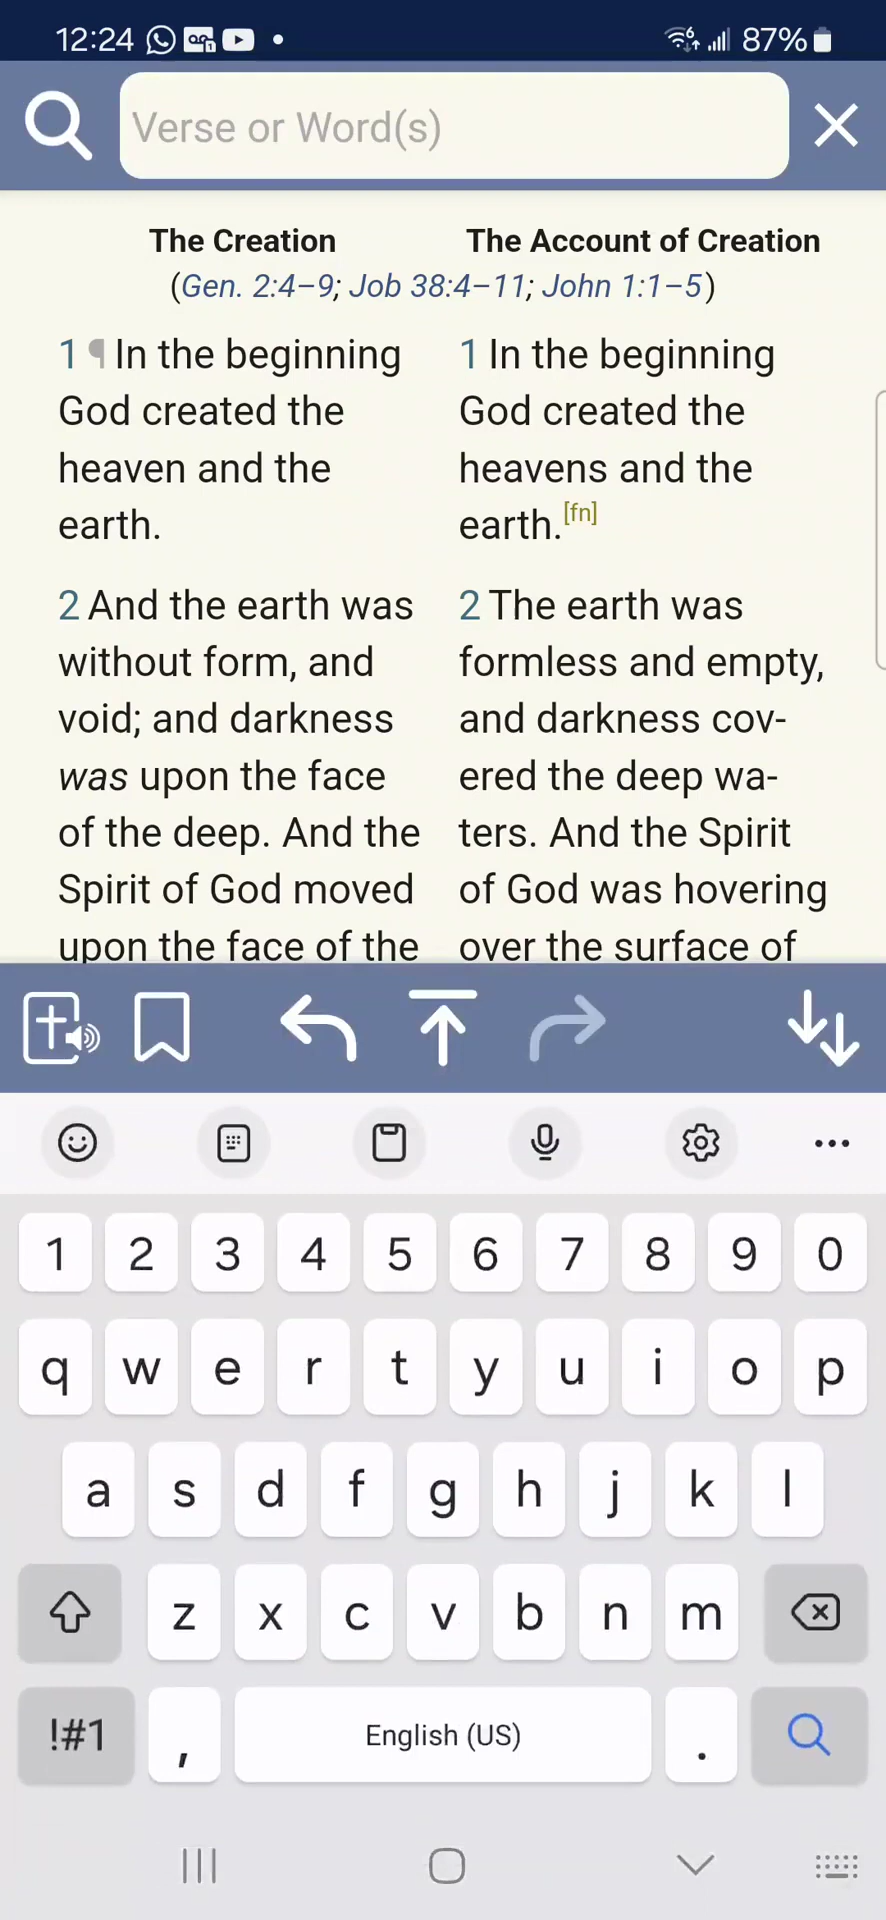 12:24 87%
Verse or Word(s)
The Creation
The Account of Creation
(Gen. 2:4–9; Job 38:4–11; John 1:1–5)
1 ¶ In the beginning
God created the
heaven and the
earth.
2 And the earth was
without form, and
void; and darkness
was upon the face
of the deep. And the
Spirit of God moved
upon the face of the
1 In the beginning
God created the
heavens and the
earth.[fn]
2 The earth was
formless and empty,
and darkness cov-
ered the deep wa-
ters. And the Spirit
of God was hovering
over the surface of
1 2 3 4 5 6 7 8 9 0
q w e r t y u i o p
a s d f g h j k l
z x c v b n m
!#1 , English (US) .